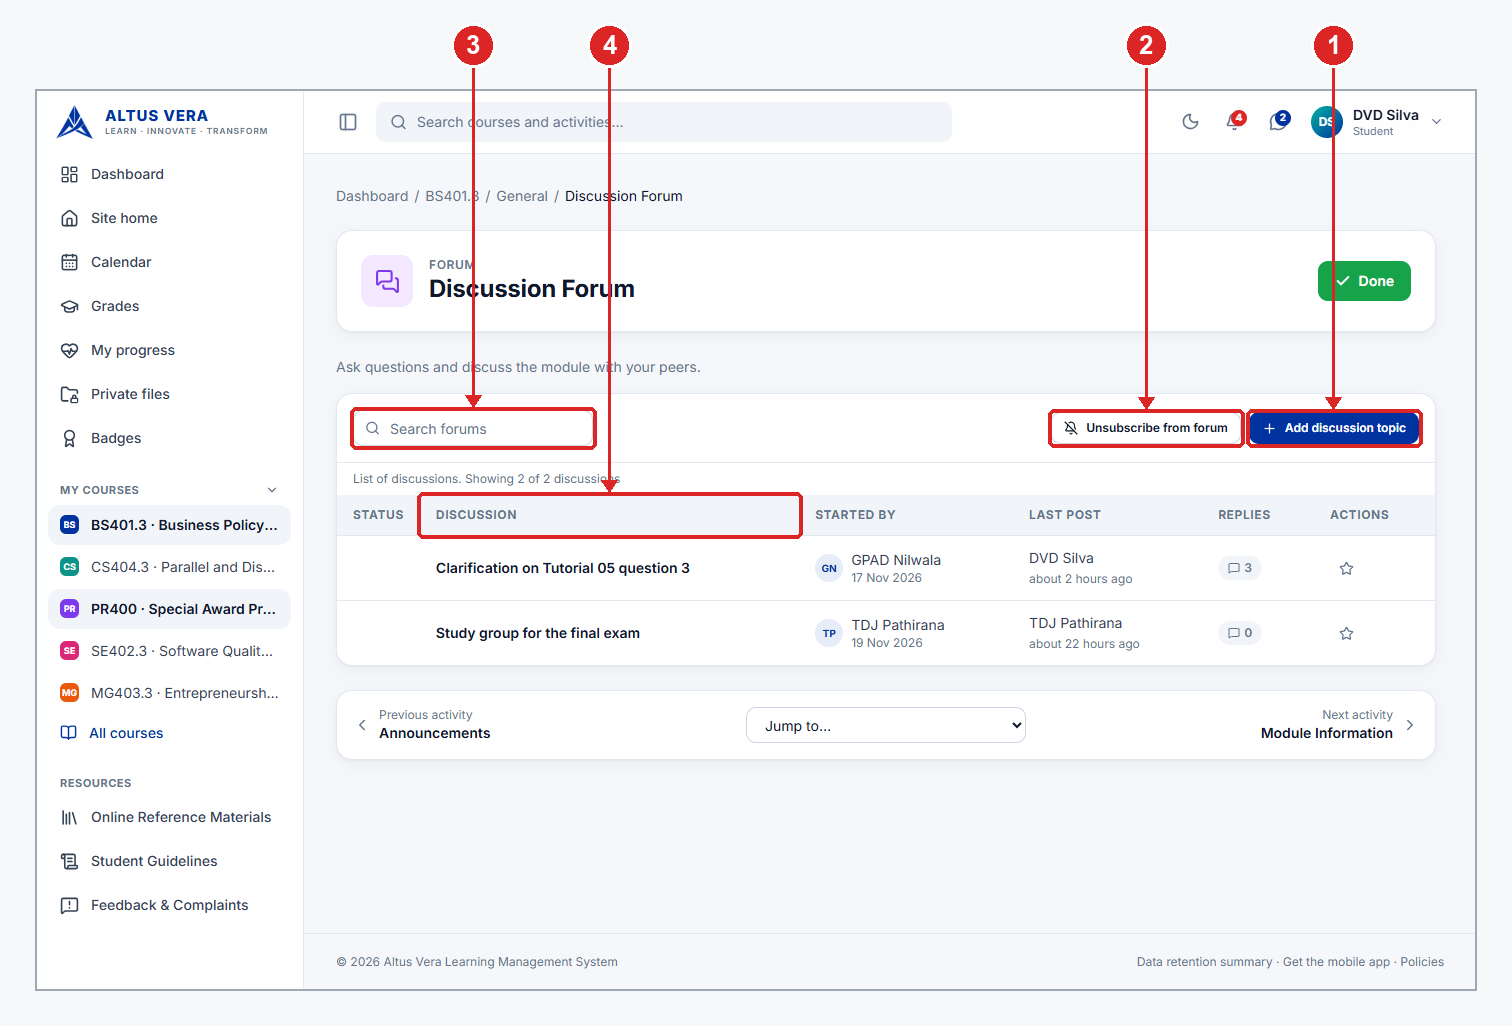 3
4
2
1
ALTUS VERA
LEARN · INNOVATE · TRANSFORM
Search courses and activities...
4
2
DS
DVD Silva
Student
Dashboard
Site home
Calendar
Grades
My progress
Private files
Badges
MY COURSES
BS BS401.3 · Business Policy...
CS CS404.3 · Parallel and Dis...
PR PR400 · Special Award Pr...
SE SE402.3 · Software Qualit...
MG MG403.3 · Entrepreneursh...
All courses
RESOURCES
Online Reference Materials
Student Guidelines
Feedback & Complaints
Dashboard / BS401.3 / General / Discussion Forum
FORUM
Discussion Forum
Done
Ask questions and discuss the module with your peers.
Search forums
Unsubscribe from forum
Add discussion topic
List of discussions. Showing 2 of 2 discussions
STATUS DISCUSSION STARTED BY LAST POST REPLIES ACTIONS
Clarification on Tutorial 05 question 3
GN
GPAD Nilwala
17 Nov 2026
DVD Silva
about 2 hours ago
3
Study group for the final exam
TP
TDJ Pathirana
19 Nov 2026
TDJ Pathirana
about 22 hours ago
0
Previous activity
Announcements
Jump to...
Next activity
Module Information
© 2026 Altus Vera Learning Management System
Data retention summary · Get the mobile app · Policies